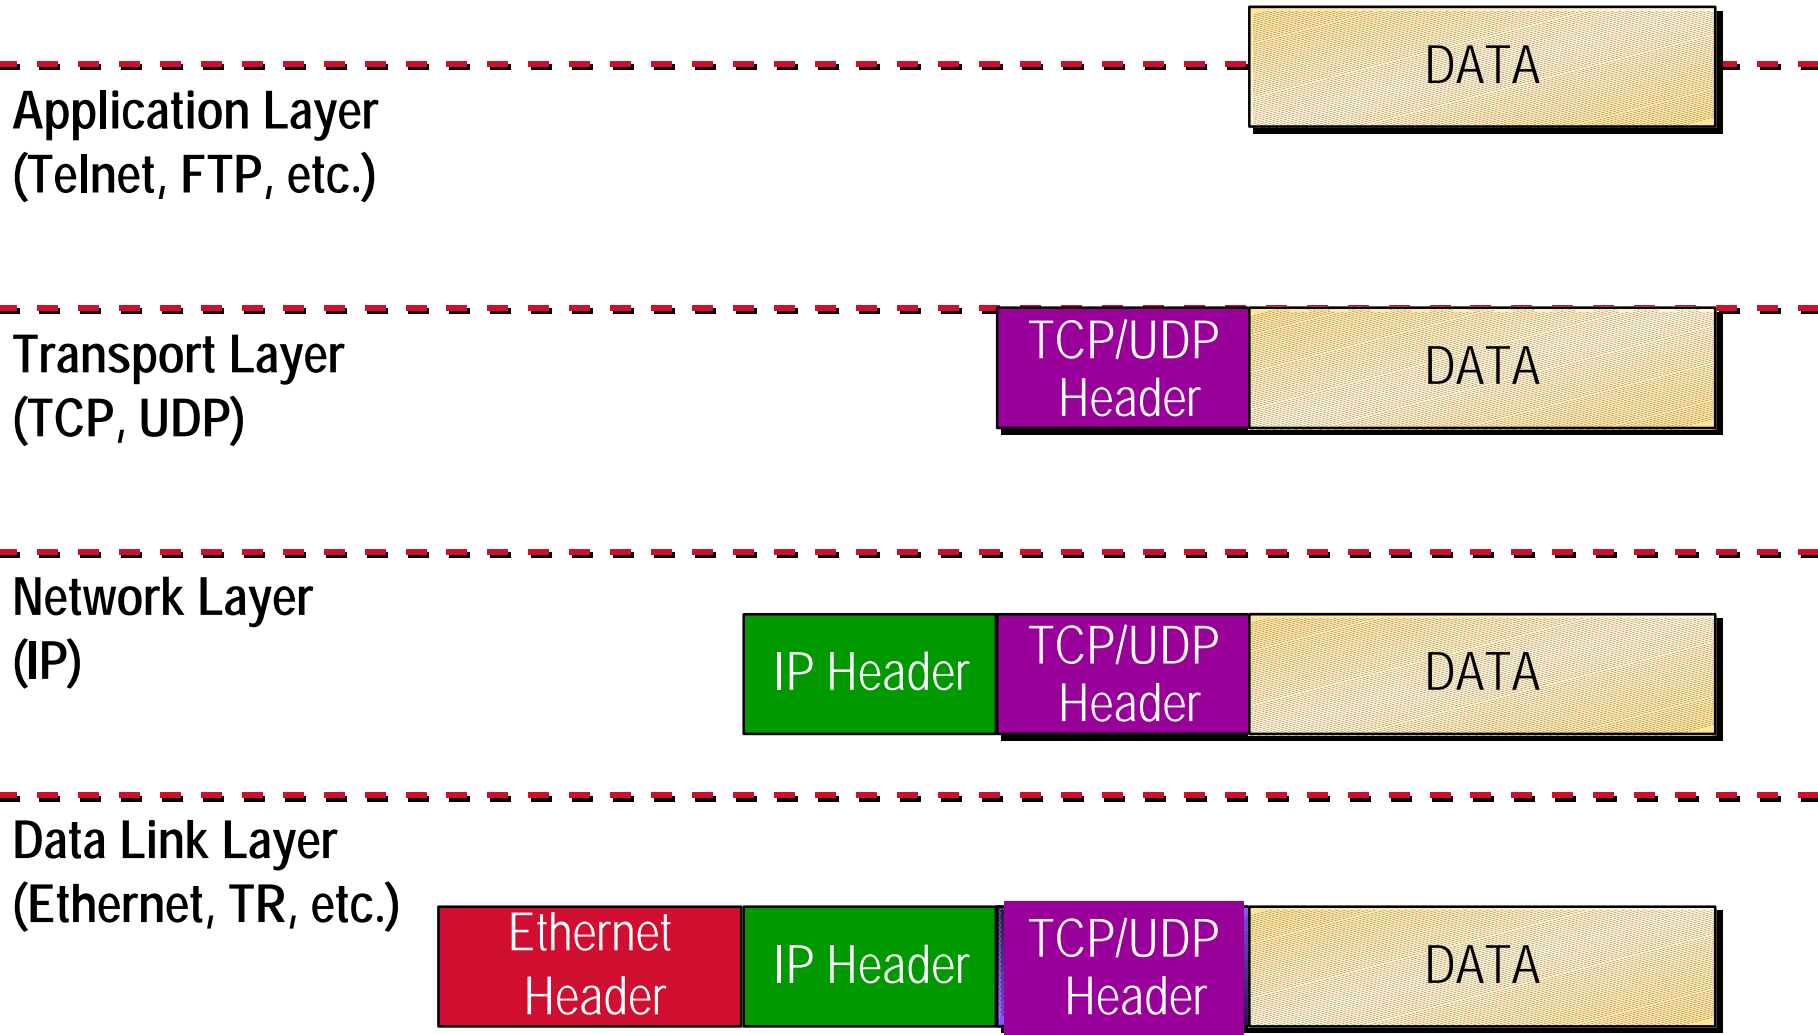 DATA
Application Layer
(Telnet, FTP, etc.)
Transport Layer
(TCP, UDP)
TCP/UDP
Header
DATA
Network Layer
(IP)
IP Header
TCP/UDP
Header
DATA
Data Link Layer
(Ethernet, TR, etc.)
Ethernet
Header
IP Header
TCP/UDP
Header
DATA